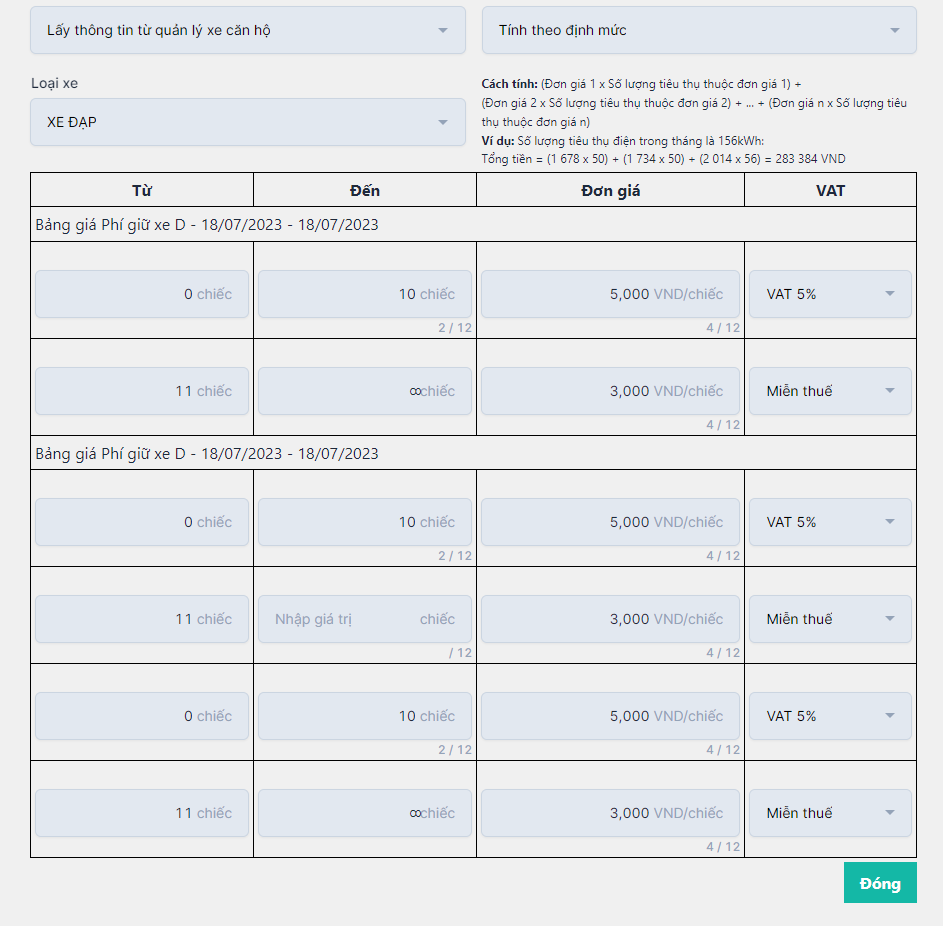 Lấy thông tin từ quản lý xe căn hộ
Tính theo định mức
Loại xe
XE ĐẠP
Cách tính: (Đơn giá 1 x Số lượng tiêu thụ thuộc đơn giá 1) +
(Đơn giá 2 x Số lượng tiêu thụ thuộc đơn giá 2) + ... + (Đơn giá n x Số lượng tiêu
thụ thuộc đơn giá n)
Ví dụ: Số lượng tiêu thụ điện trong tháng là 156kWh:
Tổng tiền = (1 678 x 50) + (1 734 x 50) + (2 014 x 56) = 283 384 VND
Từ Đến Đơn giá VAT
Bảng giá Phí giữ xe D - 18/07/2023 - 18/07/2023
0 chiếc 10 chiếc 5,000 VND/chiếc VAT 5%
2 / 12 4 / 12
11 chiếc ∞chiếc 3,000 VND/chiếc Miễn thuế
4 / 12
Bảng giá Phí giữ xe D - 18/07/2023 - 18/07/2023
0 chiếc 10 chiếc 5,000 VND/chiếc VAT 5%
2 / 12 4 / 12
11 chiếc Nhập giá trị chiếc 3,000 VND/chiếc Miễn thuế
/ 12 4 / 12
0 chiếc 10 chiếc 5,000 VND/chiếc VAT 5%
2 / 12 4 / 12
11 chiếc ∞chiếc 3,000 VND/chiếc Miễn thuế
4 / 12
Đóng